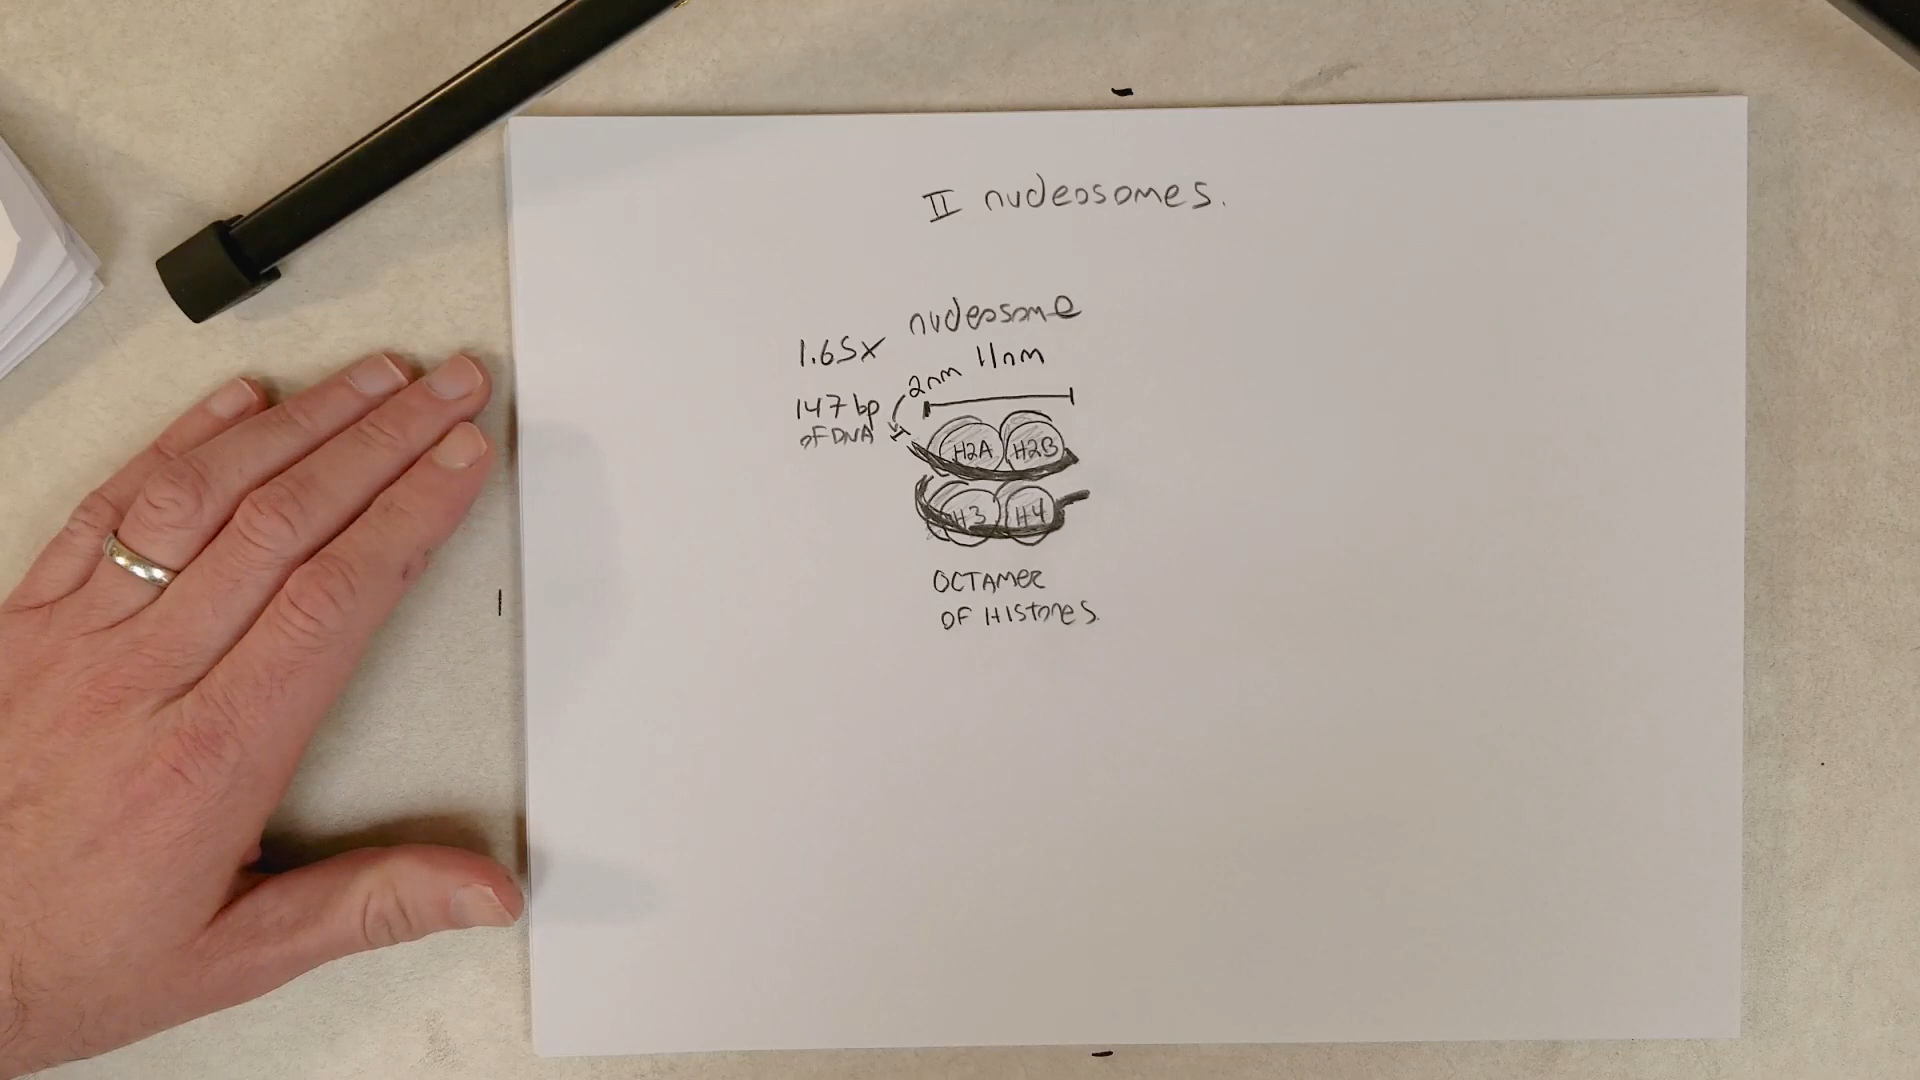 II nucleosomes.
nucleosome
1.65x
11nm
2nm
147 bp
of DNA
H2A H2B
H3 H4
OCTAMER
OF HISTONES